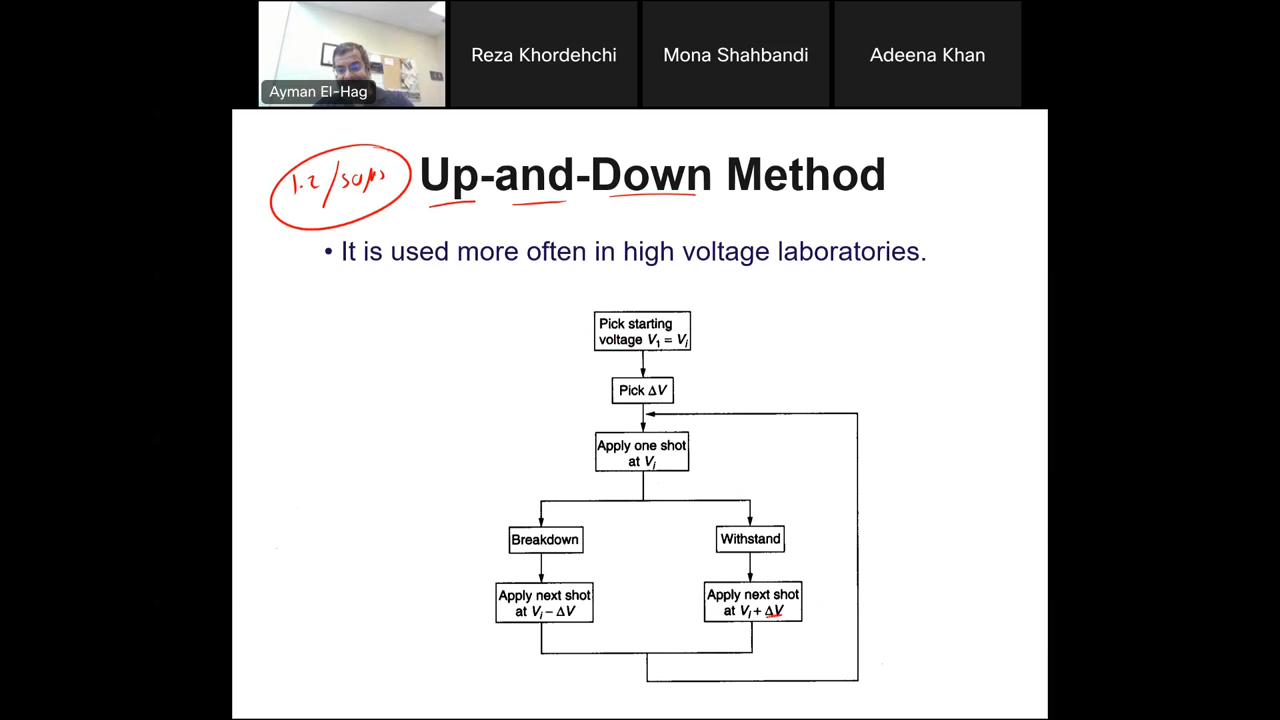 Reza Khordehchi
Mona Shahbandi
Adeena Khan
Ayman El-Hag
1.2/50μs
Up-and-Down Method
• It is used more often in high voltage laboratories.
Pick starting
voltage V₁ = Vᵢ
Pick ΔV
Apply one shot
at Vᵢ
Breakdown
Withstand
Apply next shot
at Vᵢ – ΔV
Apply next shot
at Vᵢ + ΔV